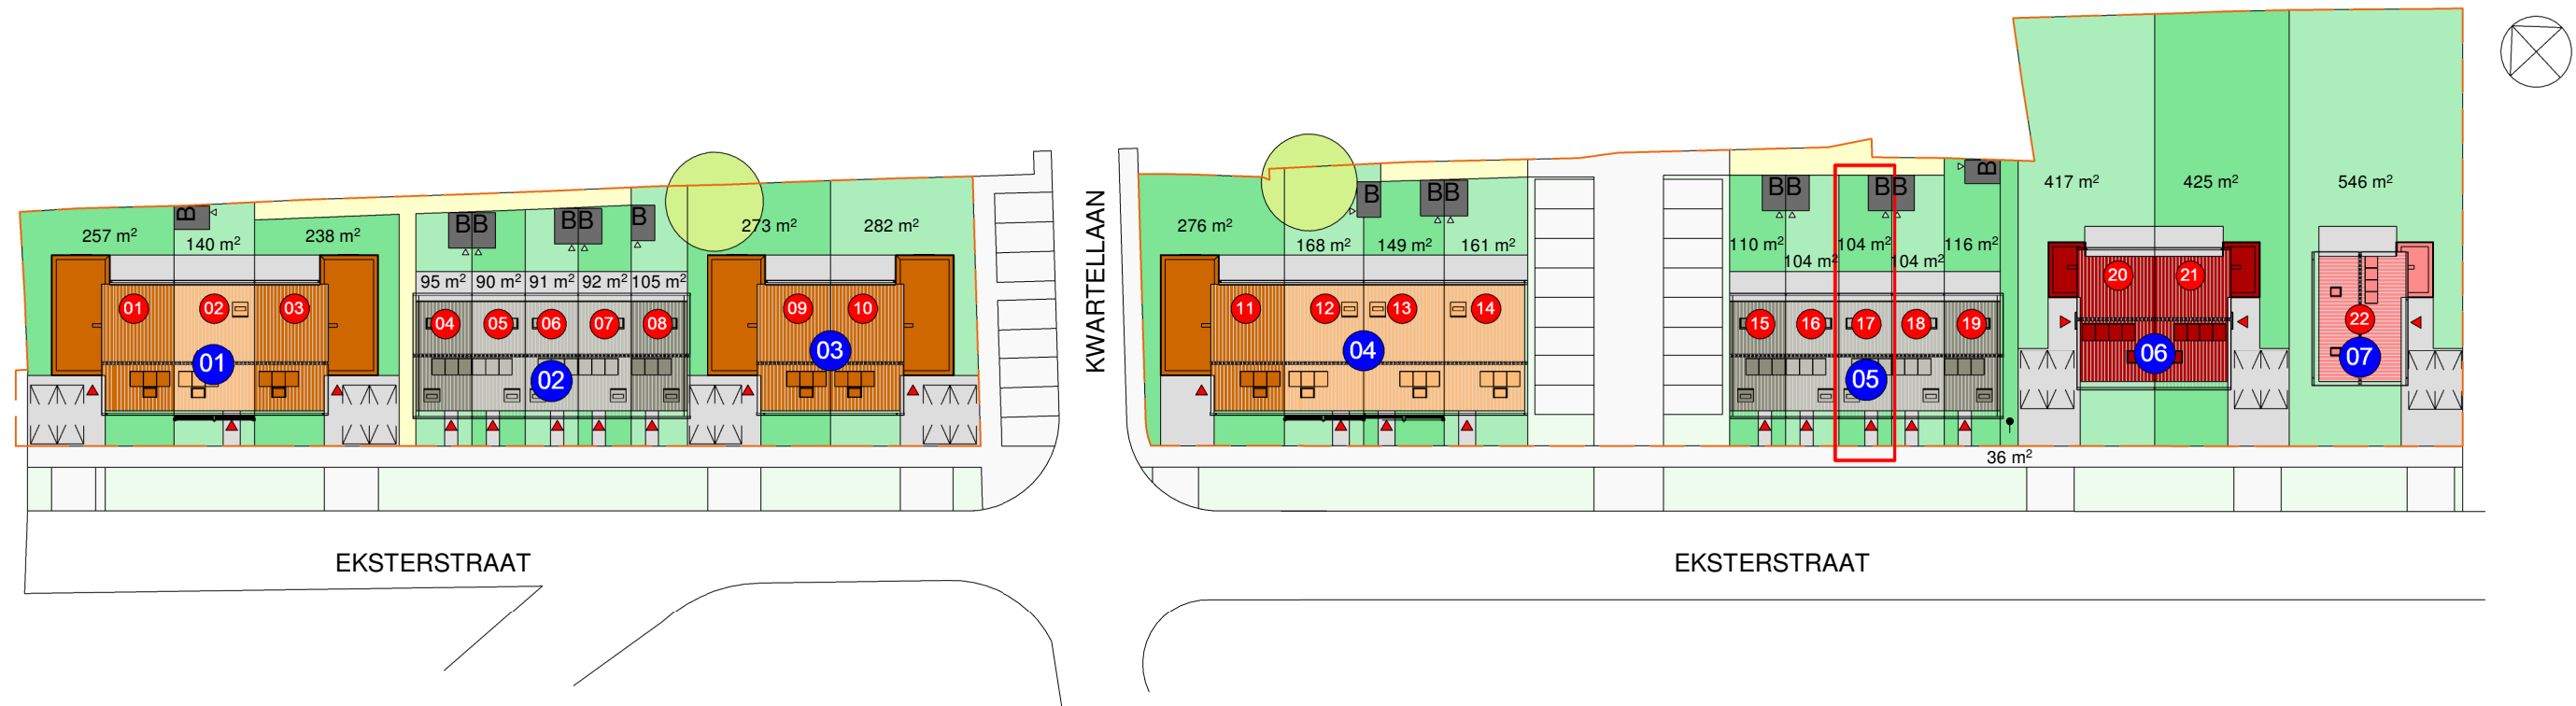 417 m²
425 m²
546 m²
B
BB
BB
B
257 m²
140 m²
238 m²
BB
BB
B
273 m²
282 m²
276 m²
B
BB
168 m²
149 m²
161 m²
110 m²
104 m²
104 m²
104 m²
116 m²
95 m²
90 m²
91 m²
92 m²
105 m²
KWARTELLAAN
01
02
03
04
05
06
07
08
09
10
11
12
13
14
15
16
17
18
19
20
21
22
01
02
03
04
05
06
07
36 m²
EKSTERSTRAAT
EKSTERSTRAAT